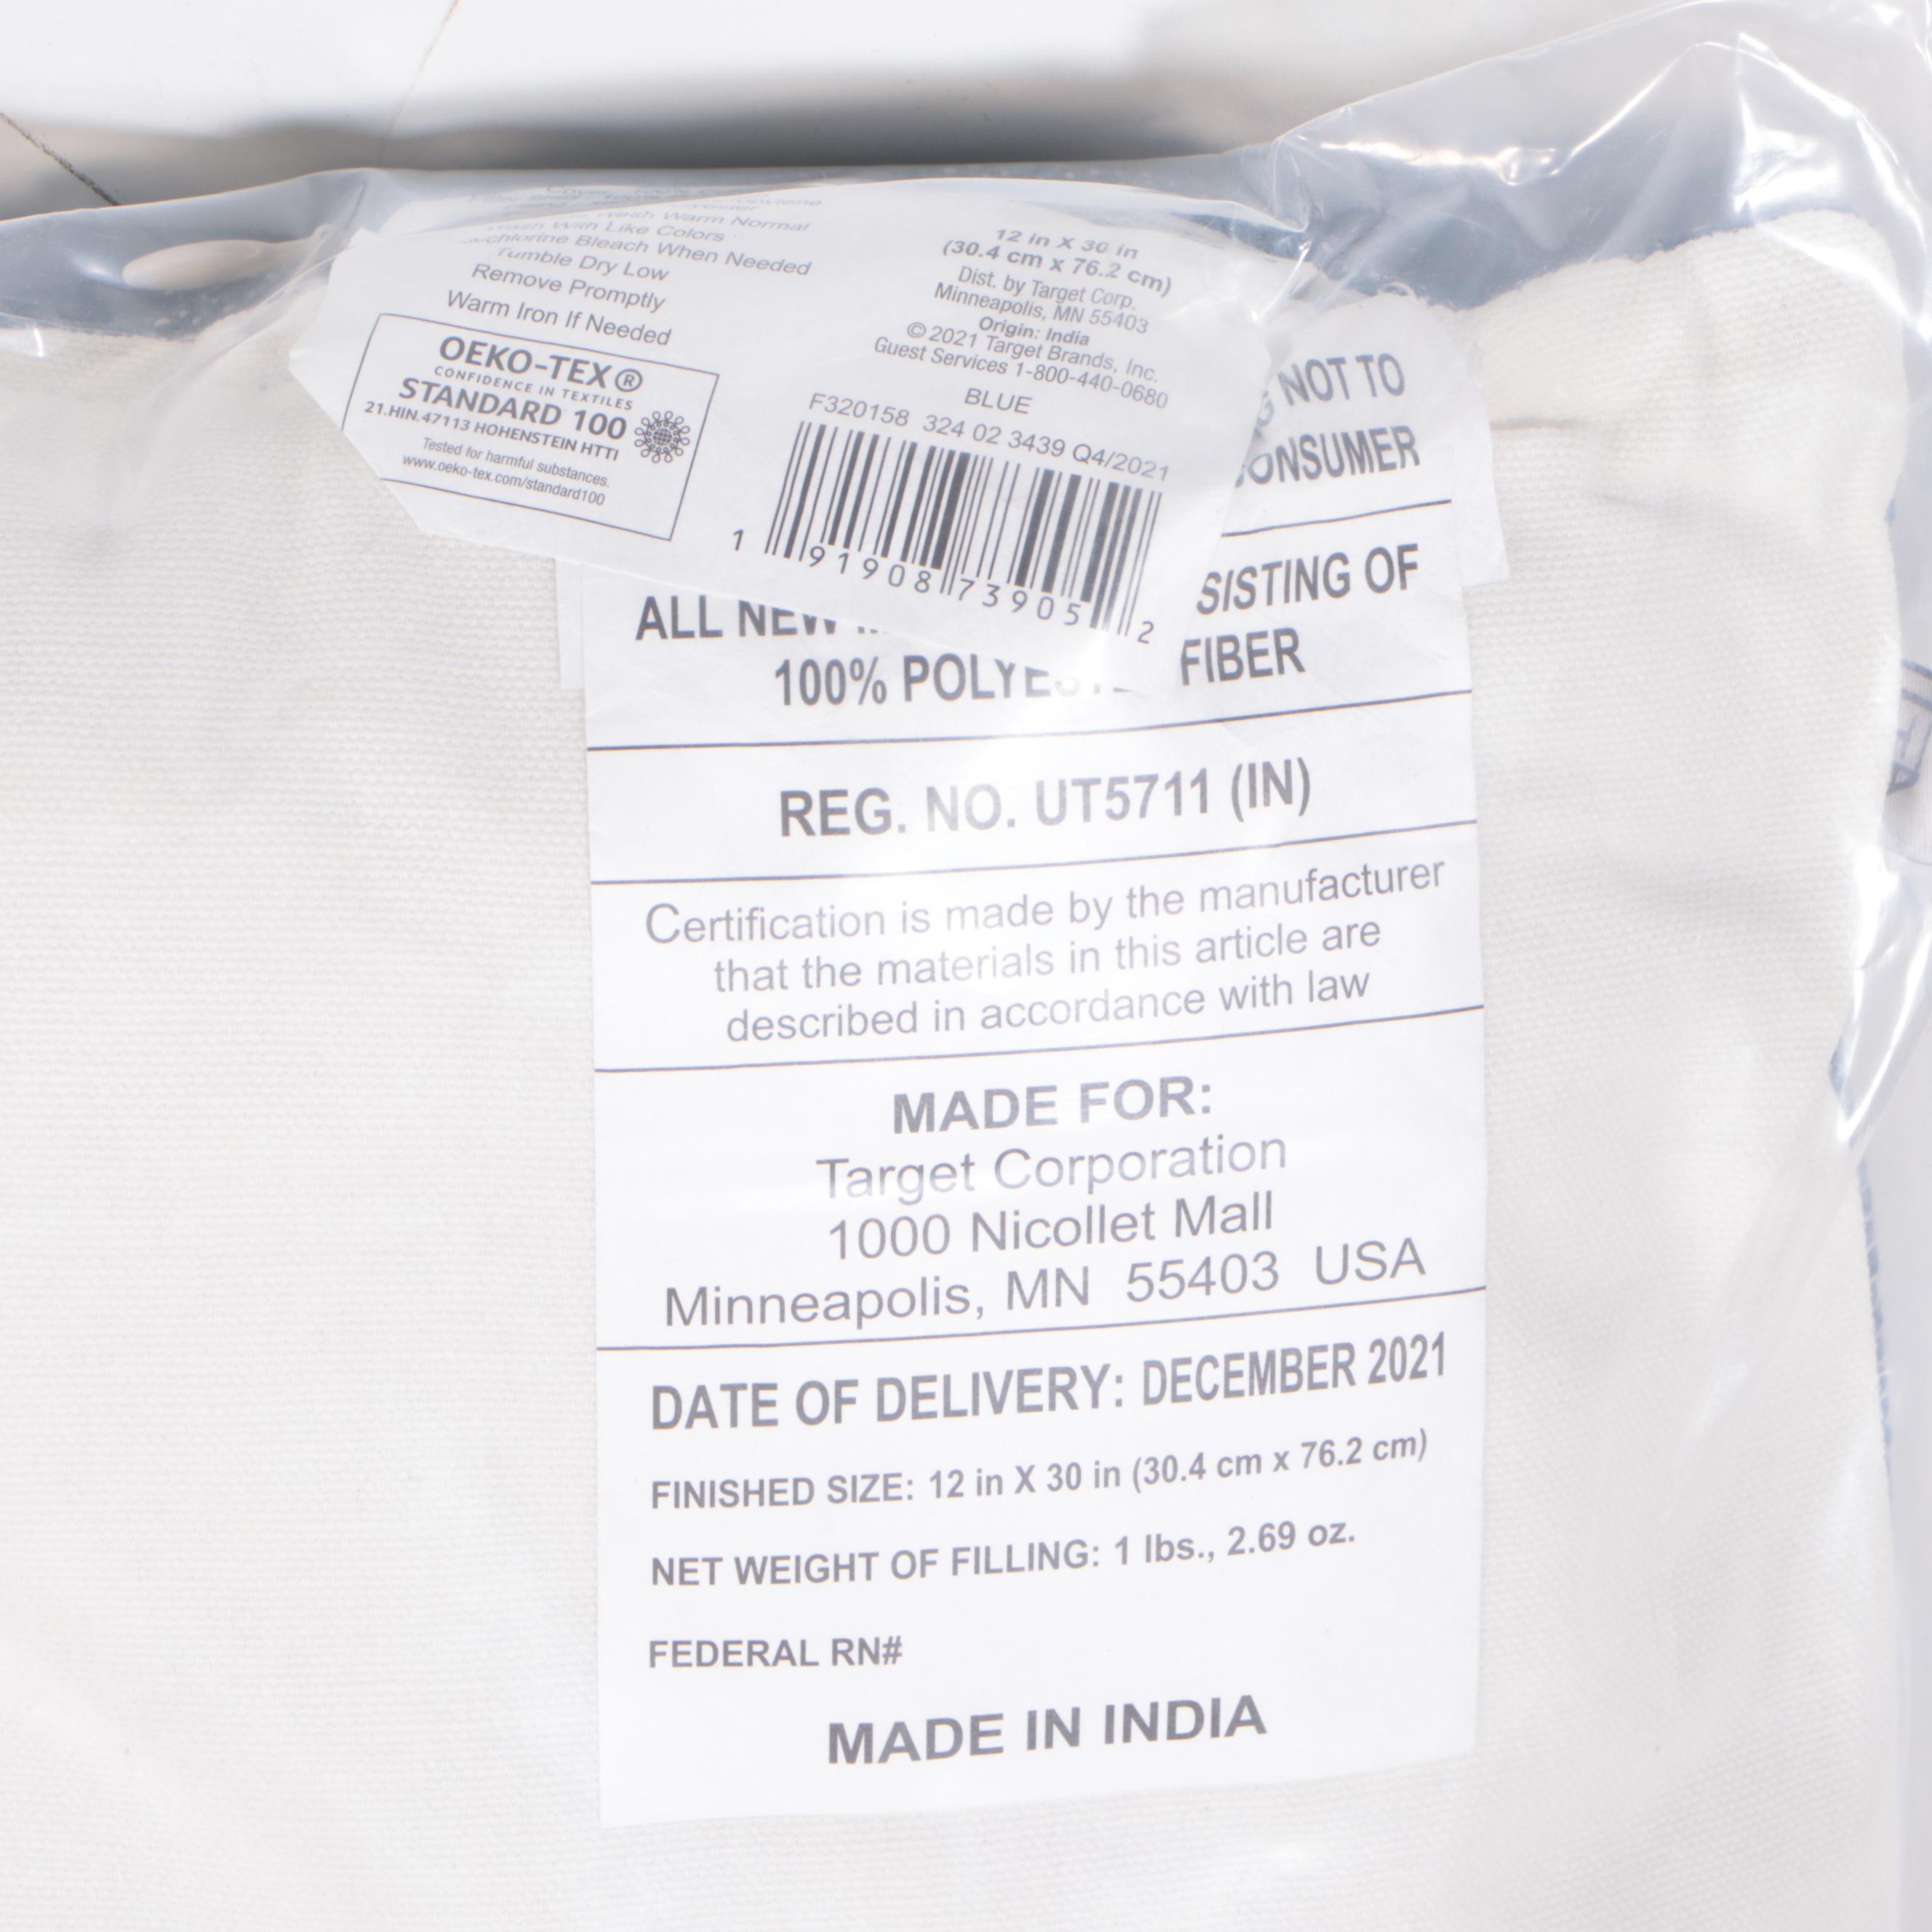 Wash Warm Normal
Wash With Like Colors
Bleach When Needed
Tumble Dry Low
Remove Promptly
Warm Iron If Needed
OEKO-TEX®
CONFIDENCE IN TEXTILES
STANDARD 100
21.HIN.47113 HOHENSTEIN HTTI
Tested for harmful substances.
www.oeko-tex.com/standard100
12 in X 30 in
(30.4 cm x 76.2 cm)
Dist. by Target Corp.
Minneapolis, MN 55403
Origin: India
©2021 Target Brands, Inc.
Guest Services 1-800-440-0680
BLUE
F320158 324 02 3439 Q4/2021
1 91908 73905 2
NOT TO
ONSUMER
ALL NEW SISTING OF
100% POLYES FIBER
REG. NO. UT5711 (IN)
Certification is made by the manufacturer
that the materials in this article are
described in accordance with law
MADE FOR:
Target Corporation
1000 Nicollet Mall
Minneapolis, MN 55403 USA
DATE OF DELIVERY: DECEMBER 2021
FINISHED SIZE: 12 in X 30 in (30.4 cm x 76.2 cm)
NET WEIGHT OF FILLING: 1 lbs., 2.69 oz.
FEDERAL RN#
MADE IN INDIA